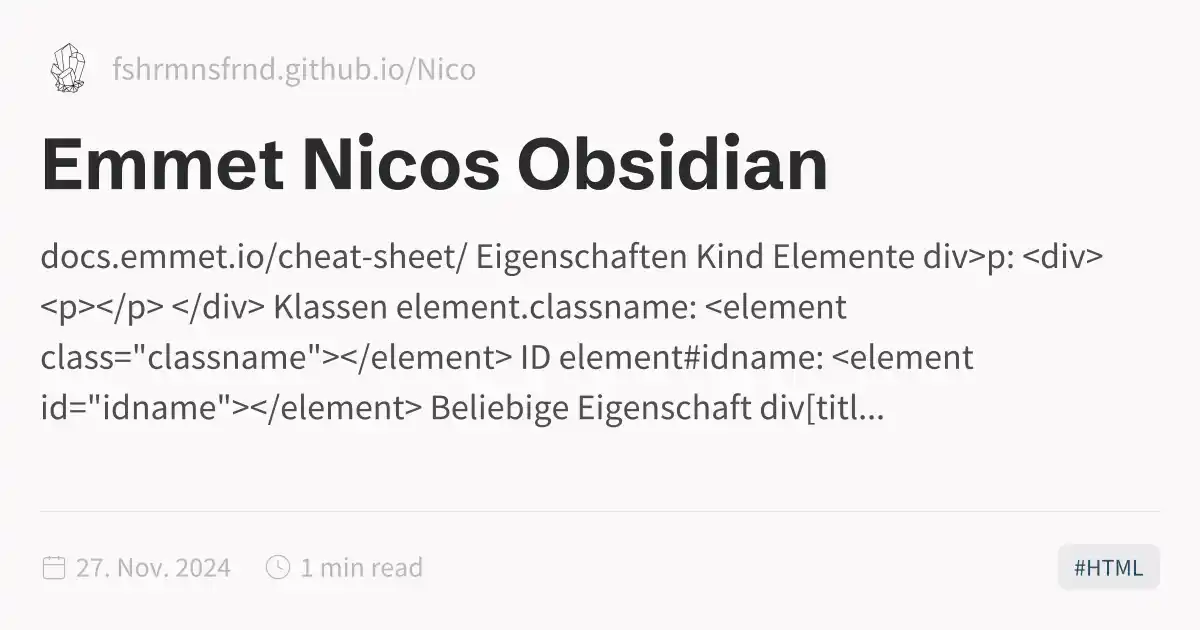 fshrmnsfrnd.github.io/Nico
Emmet Nicos Obsidian
docs.emmet.io/cheat-sheet/ Eigenschaften Kind Elemente div>p: <div>
<p></p> </div> Klassen element.classname: <element
class="classname"></element> ID element#idname: <element
id="idname"></element> Beliebige Eigenschaft div[titl...
27. Nov. 2024 1 min read #HTML